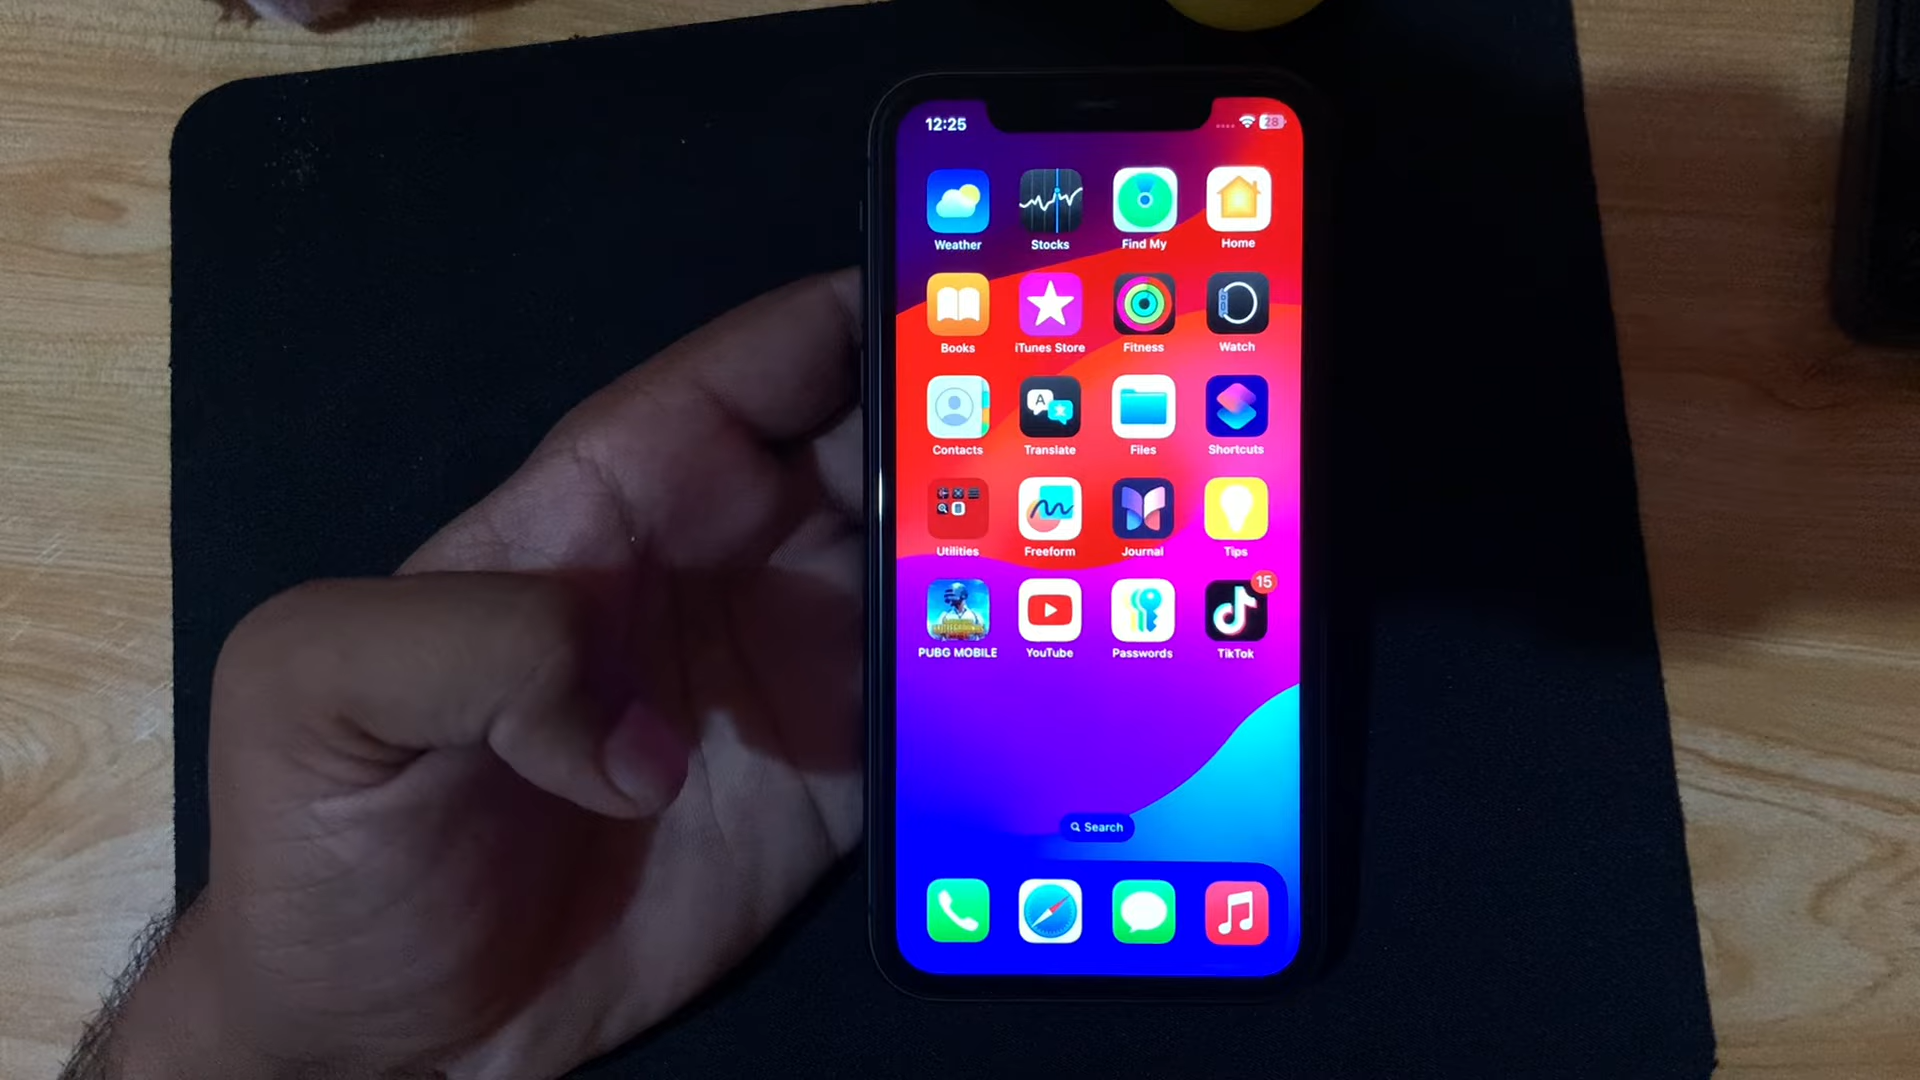 12:25
28
Weather Stocks Find My Home
Books iTunes Store Fitness Watch
Contacts Translate Files Shortcuts
Utilities Freeform Journal Tips
15
PUBG MOBILE YouTube Passwords TikTok
Search